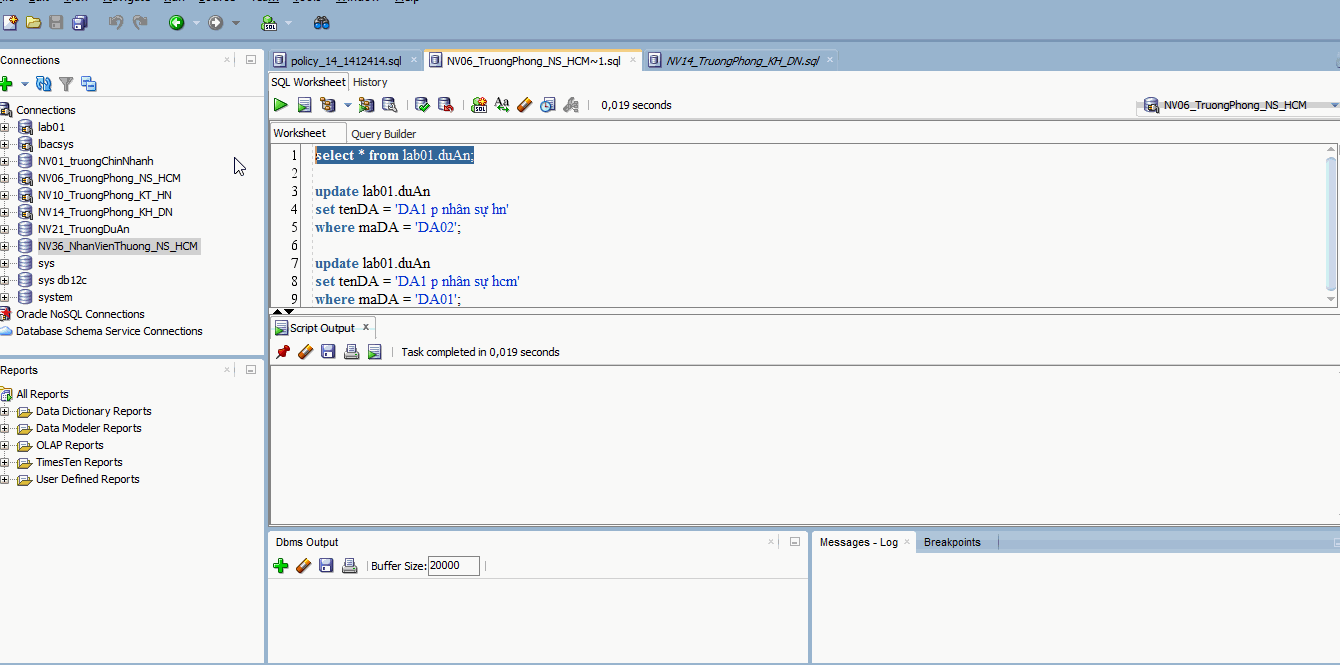 Connections
Connections
lab01
lbacsys
NV01_truongChinNhanh
NV06_TruongPhong_NS_HCM
NV10_TruongPhong_KT_HN
NV14_TruongPhong_KH_DN
NV21_TruongDuAn
NV36_NhanVienThuong_NS_HCM
sys
sys db12c
system
Oracle NoSQL Connections
Database Schema Service Connections
Reports
All Reports
Data Dictionary Reports
Data Modeler Reports
OLAP Reports
TimesTen Reports
User Defined Reports
policy_14_1412414.sql
NV06_TruongPhong_NS_HCM~1.sql
NV14_TruongPhong_KH_DN.sql
SQL Worksheet History
0,019 seconds
NV06_TruongPhong_NS_HCM
Worksheet Query Builder
1 select * from lab01.duAn;
2
3 update lab01.duAn
4 set tenDA = 'DA1 p nhân sự hn'
5 where maDA = 'DA02';
6
7 update lab01.duAn
8 set tenDA = 'DA1 p nhân sự hcm'
9 where maDA = 'DA01';
Script Output x
Task completed in 0,019 seconds
Dbms Output
Buffer Size: 20000
Messages - Log
Breakpoints